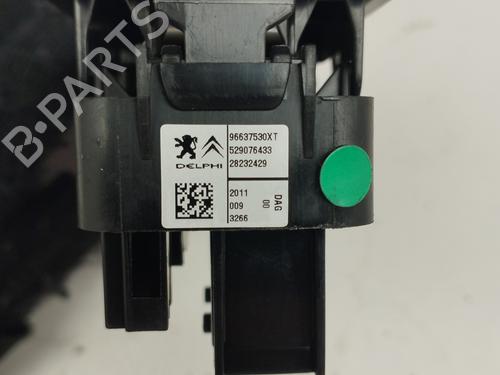 96637530XT
529076433
28232429
DELPHI
2011
009
3266
DAG
00
B-PARTS